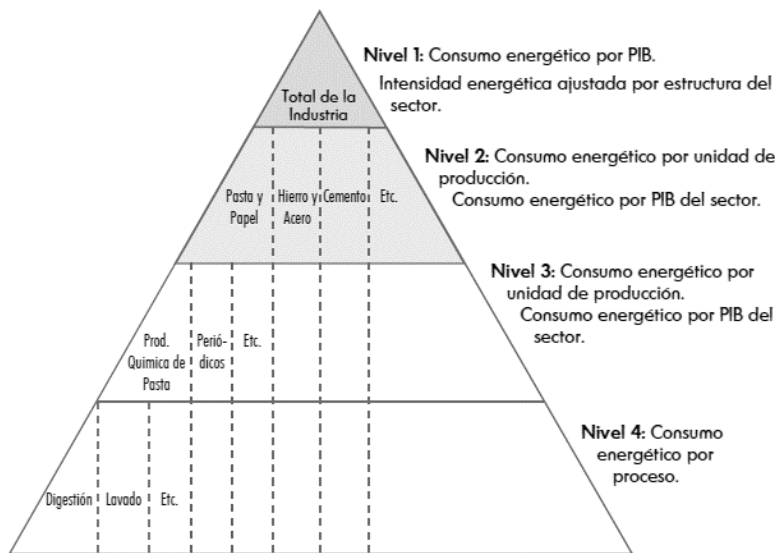 Nivel 1: Consumo energético por PIB.
Intensidad energética ajustada por estructura del
sector.
Total de la
Industria
Nivel 2: Consumo energético por unidad de
producción.
Consumo energético por PIB del sector.
Pasta y
Papel
Hierro y
Acero
Cemento
Etc.
Nivel 3: Consumo energético por
unidad de producción.
Consumo energético por PIB del
sector.
Prod.
Quimica de
Pasta
Perió-
dicos
Etc.
Nivel 4: Consumo
energético por
proceso.
Digestión
Lavado
Etc.